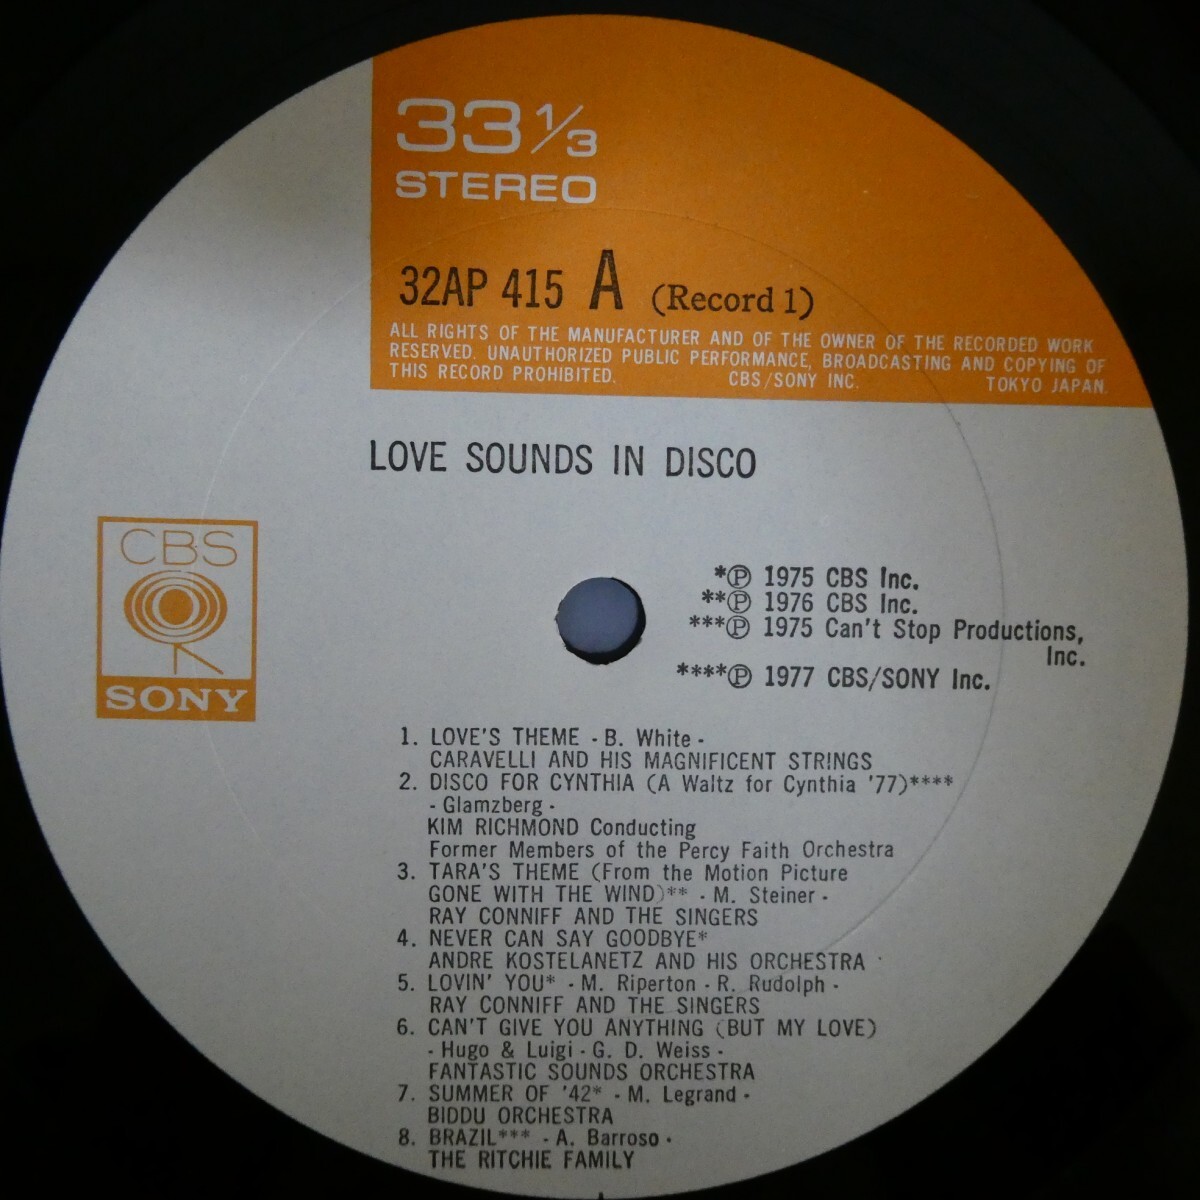 33 1/3
STEREO
32AP 415 A (Record 1)
ALL RIGHTS OF THE MANUFACTURER AND OF THE OWNER OF THE RECORDED WORK
RESERVED. UNAUTHORIZED PUBLIC PERFORMANCE, BROADCASTING AND COPYING OF
THIS RECORD PROHIBITED. CBS/SONY INC. TOKYO JAPAN.
LOVE SOUNDS IN DISCO
CBS
SONY
*Ⓟ 1975 CBS Inc.
**Ⓟ 1976 CBS Inc.
***Ⓟ 1975 Can't Stop Productions,
Inc.
****Ⓟ 1977 CBS/SONY Inc.
1. LOVE'S THEME - B. White -
CARAVELLI AND HIS MAGNIFICENT STRINGS
2. DISCO FOR CYNTHIA (A Waltz for Cynthia '77)****
- Glamzberg -
KIM RICHMOND Conducting
Former Members of the Percy Faith Orchestra
3. TARA'S THEME (From the Motion Picture
GONE WITH THE WIND)** - M. Steiner -
RAY CONNIFF AND THE SINGERS
4. NEVER CAN SAY GOODBYE*
ANDRE KOSTELANETZ AND HIS ORCHESTRA
5. LOVIN' YOU* - M. Riperton - R. Rudolph -
RAY CONNIFF AND THE SINGERS
6. CAN'T GIVE YOU ANYTHING (BUT MY LOVE)
- Hugo & Luigi - G. D. Weiss -
FANTASTIC SOUNDS ORCHESTRA
7. SUMMER OF '42* - M. Legrand -
BIDDU ORCHESTRA
8. BRAZIL*** - A. Barroso -
THE RITCHIE FAMILY